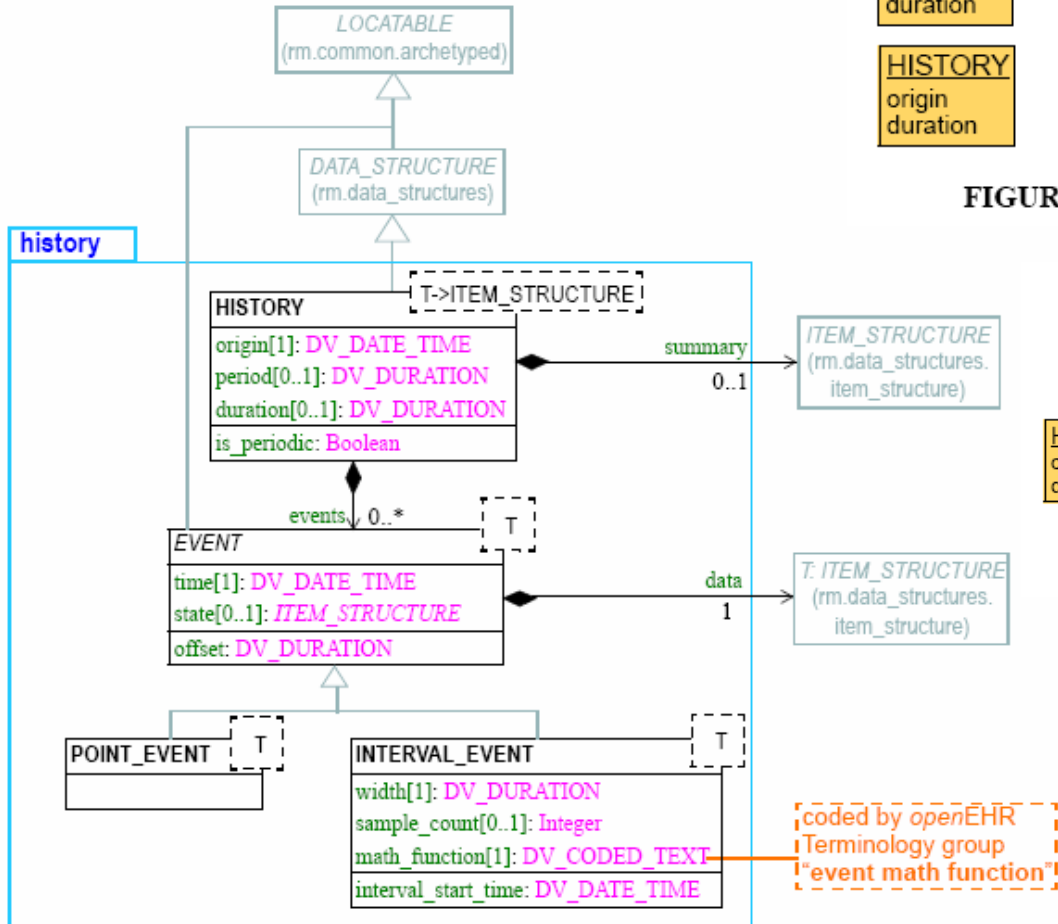 duration
HISTORY
origin
duration
FIGUR
LOCATABLE
(rm.common.archetyped)
DATA_STRUCTURE
(rm.data_structures)
history
HISTORY
T->ITEM_STRUCTURE
origin[1]: DV_DATE_TIME
period[0..1]: DV_DURATION
duration[0..1]: DV_DURATION
is_periodic: Boolean
summary
0..1
ITEM_STRUCTURE
(rm.data_structures.
item_structure)
events
0..*
EVENT
T
time[1]: DV_DATE_TIME
state[0..1]: ITEM_STRUCTURE
offset: DV_DURATION
data
1
T: ITEM_STRUCTURE
(rm.data_structures.
item_structure)
POINT_EVENT
T
INTERVAL_EVENT
T
width[1]: DV_DURATION
sample_count[0..1]: Integer
math_function[1]: DV_CODED_TEXT
interval_start_time: DV_DATE_TIME
coded by openEHR
Terminology group
“event math function”